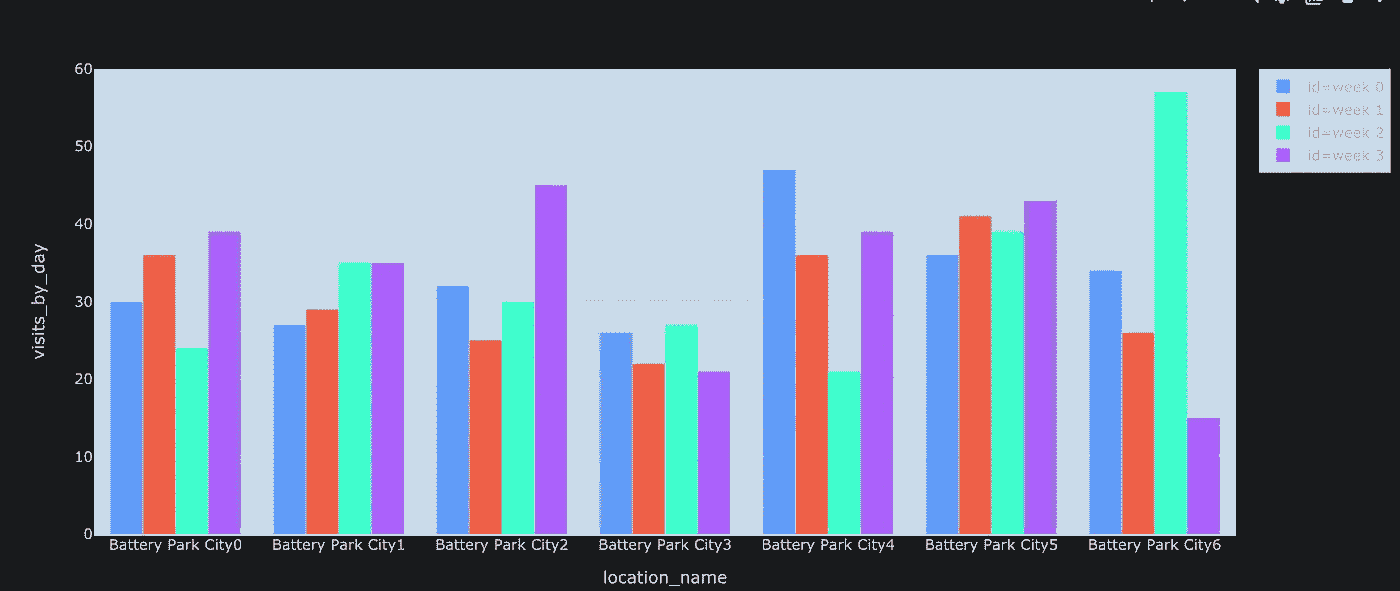 60
50
40
30
20
10
0
visits_by_day
Battery Park City0
Battery Park City1
Battery Park City2
Battery Park City3
Battery Park City4
Battery Park City5
Battery Park City6
location_name
id=week 0
id=week 1
id=week 2
id=week 3